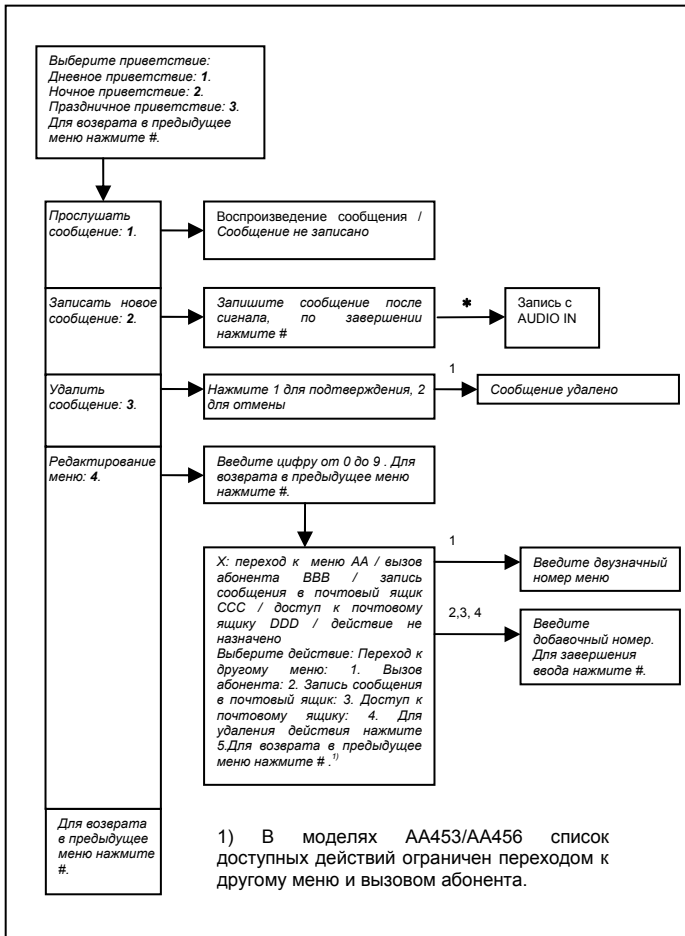 Выберите приветствие:
Дневное приветствие: 1.
Ночное приветствие: 2.
Праздничное приветствие: 3.
Для возврата в предыдущее
меню нажмите #.
Прослушать
сообщение: 1.
Воспроизведение сообщения /
Сообщение не записано
Записать новое
сообщение: 2.
Запишите сообщение после
сигнала, по завершении
нажмите #
*
Запись с
AUDIO IN
Удалить
сообщение: 3.
Нажмите 1 для подтверждения, 2
для отмены
1
Сообщение удалено
Редактирование
меню: 4.
Введите цифру от 0 до 9 . Для
возврата в предыдущее меню
нажмите #.
X: переход к меню AA / вызов
абонента BBB / запись
сообщения в почтовый ящик
CCC / доступ к почтовому
ящику DDD / действие не
назначено
Выберите действие: Переход к
другому меню: 1. Вызов
абонента: 2. Запись сообщения
в почтовый ящик: 3. Доступ к
почтовому ящику: 4. Для
удаления действия нажмите
5.Для возврата в предыдущее
меню нажмите # .1)
1
Введите двузначный
номер меню
2,3, 4
Введите
добавочный номер.
Для завершения
ввода нажмите #.
Для возврата
в предыдущее
меню нажмите
#.
1) В моделях AA453/AA456 список
доступных действий ограничен переходом к
другому меню и вызовом абонента.